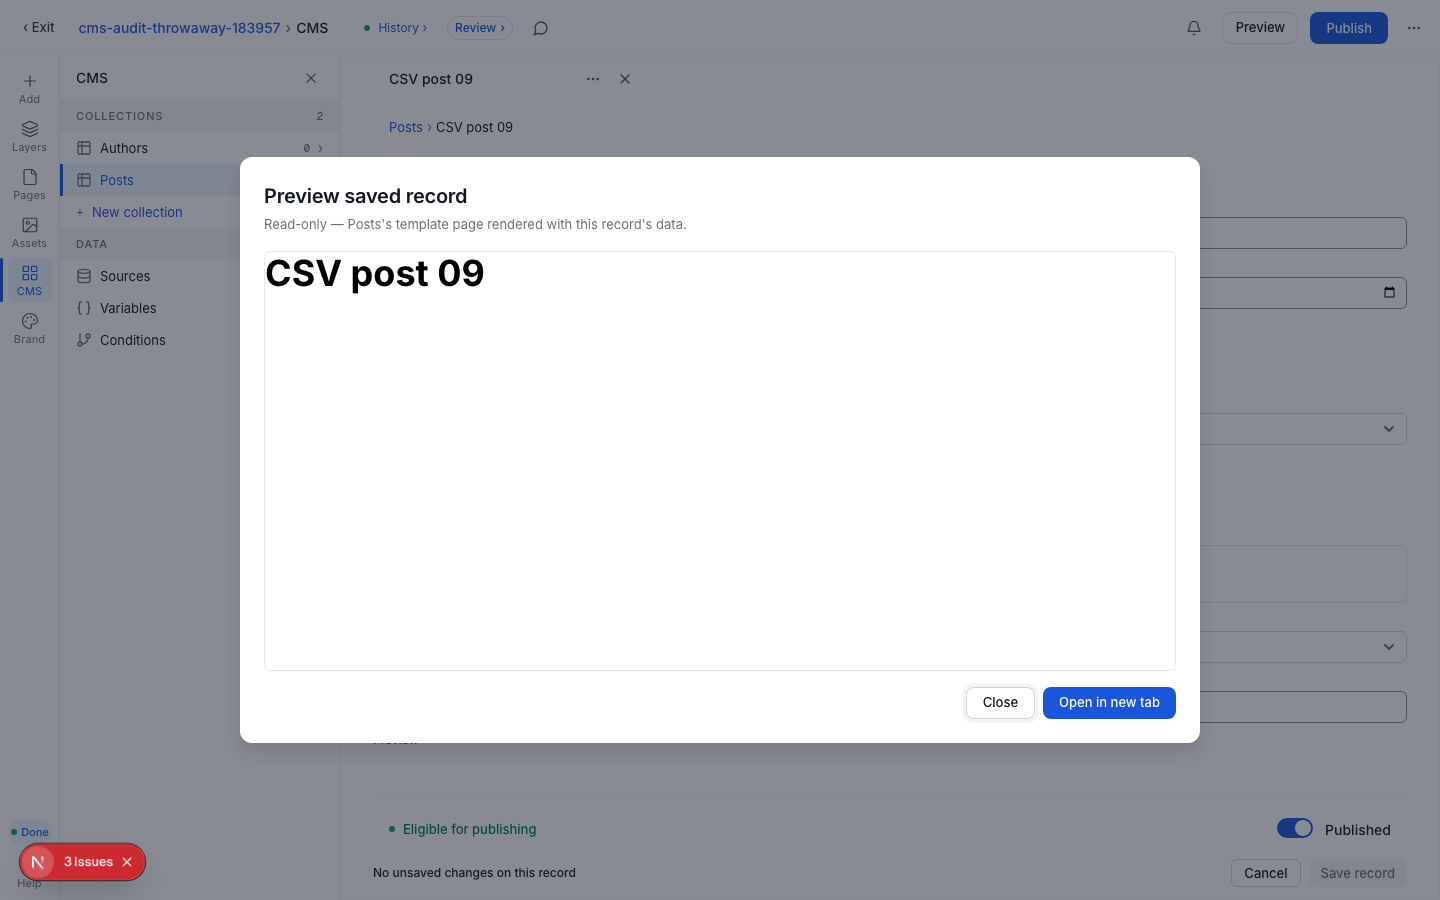 ‹ Exit
cms-audit-throwaway-183957 › CMS
History ›
Review ›
Preview
Publish
Add
Layers
Pages
Assets
CMS
Brand
Done
Help
3 Issues
CMS
COLLECTIONS 2
Authors 0 ›
Posts
+ New collection
DATA
Sources
Variables
Conditions
CSV post 09
Posts › CSV post 09
Preview saved record
Read-only — Posts's template page rendered with this record's data.
CSV post 09
Close
Open in new tab
Eligible for publishing
Published
No unsaved changes on this record
Cancel
Save record